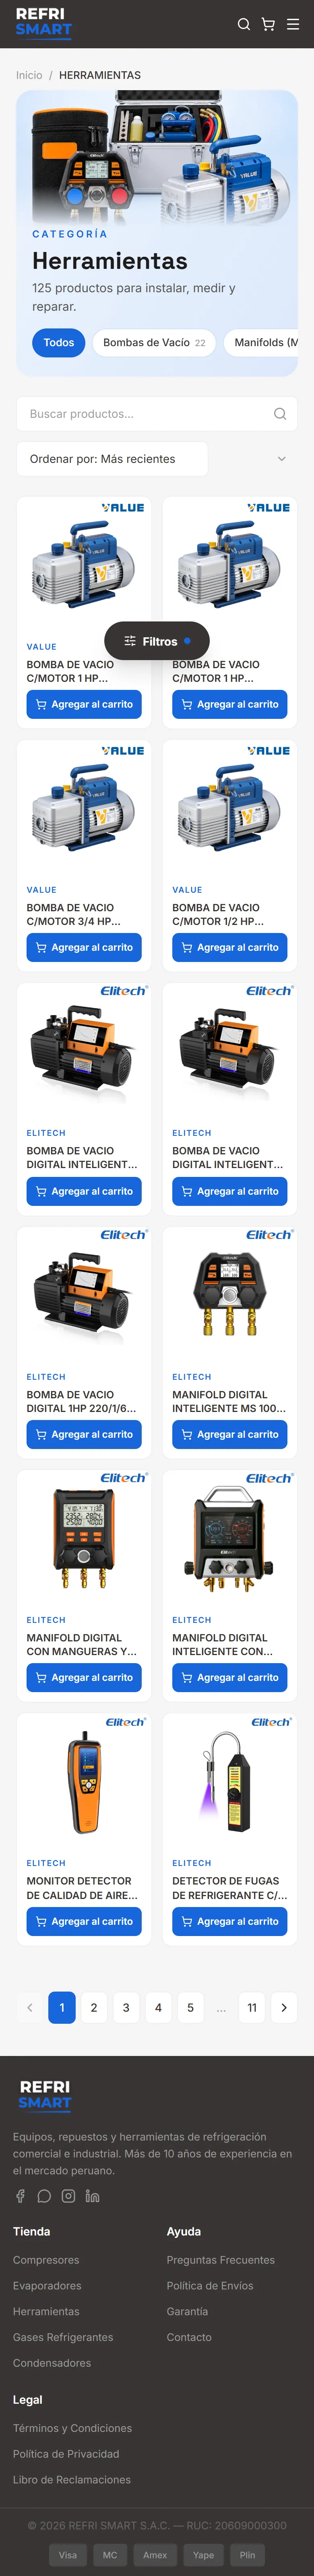 REFRI
SMART
Inicio / HERRAMIENTAS
CATEGORÍA
Herramientas
125 productos para instalar, medir y
reparar.
Todos
Bombas de Vacío 22
Manifolds (M
Buscar productos...
Ordenar por: Más recientes
VALUE
VALUE
VALUE
BOMBA DE VACIO
C/MOTOR 1 HP...
Agregar al carrito
BOMBA DE VACIO
C/MOTOR 1 HP...
Agregar al carrito
Filtros
VALUE
VALUE
VALUE
BOMBA DE VACIO
C/MOTOR 3/4 HP...
Agregar al carrito
VALUE
BOMBA DE VACIO
C/MOTOR 1/2 HP...
Agregar al carrito
Elitech
Elitech
ELITECH
BOMBA DE VACIO
DIGITAL INTELIGENT...
Agregar al carrito
ELITECH
BOMBA DE VACIO
DIGITAL INTELIGENT...
Agregar al carrito
Elitech
Elitech
ELITECH
BOMBA DE VACIO
DIGITAL 1HP 220/1/6...
Agregar al carrito
ELITECH
MANIFOLD DIGITAL
INTELIGENTE MS 100...
Agregar al carrito
Elitech
Elitech
ELITECH
MANIFOLD DIGITAL
CON MANGUERAS Y...
Agregar al carrito
ELITECH
MANIFOLD DIGITAL
INTELIGENTE CON...
Agregar al carrito
Elitech
Elitech
ELITECH
MONITOR DETECTOR
DE CALIDAD DE AIRE...
Agregar al carrito
ELITECH
DETECTOR DE FUGAS
DE REFRIGERANTE C/...
Agregar al carrito
1 2 3 4 5 ... 11
REFRI
SMART
Equipos, repuestos y herramientas de refrigeración
comercial e industrial. Más de 10 años de experiencia en
el mercado peruano.
Tienda
Compresores
Evaporadores
Herramientas
Gases Refrigerantes
Condensadores
Ayuda
Preguntas Frecuentes
Política de Envíos
Garantía
Contacto
Legal
Términos y Condiciones
Política de Privacidad
Libro de Reclamaciones
© 2026 REFRI SMART S.A.C. — RUC: 20609000300
Visa MC Amex Yape Plin